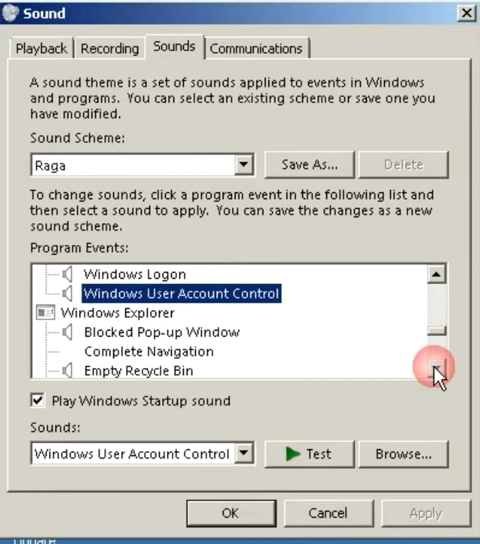 Sound
Playback
Recording
Sounds
Communications
A sound theme is a set of sounds applied to events in Windows
and programs. You can select an existing scheme or save one you
have modified.
Sound Scheme:
Raga
Save As...
Delete
To change sounds, click a program event in the following list and
then select a sound to apply. You can save the changes as a new
sound scheme.
Program Events:
Windows Logon
Windows User Account Control
Windows Explorer
Blocked Pop-up Window
Complete Navigation
Empty Recycle Bin
Play Windows Startup sound
Sounds:
Windows User Account Control
Test
Browse...
OK
Cancel
Apply